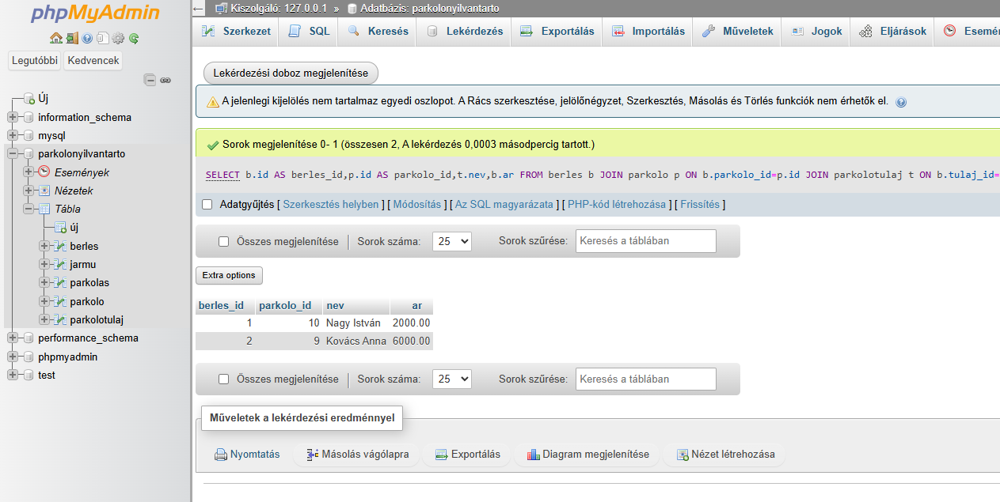 phpMyAdmin
Legutóbbi Kedvencek
Új
information_schema
mysql
parkolonyilvantarto
Események
Nézetek
Tábla
új
berles
jarmu
parkolas
parkolo
parkolotulaj
performance_schema
phpmyadmin
test
← Kiszolgáló: 127.0.0.1 » Adatbázis: parkolonyilvantarto
Szerkezet SQL Keresés Lekérdezés Exportálás Importálás Műveletek Jogok Eljárások Esemé
Lekérdezési doboz megjelenítése
A jelenlegi kijelölés nem tartalmaz egyedi oszlopot. A Rács szerkesztése, jelölőnégyzet, Szerkesztés, Másolás és Törlés funkciók nem érhetők el.
Sorok megjelenítése 0- 1 (összesen 2, A lekérdezés 0,0003 másodpercig tartott.)
SELECT b.id AS berles_id,p.id AS parkolo_id,t.nev,b.ar FROM berles b JOIN parkolo p ON b.parkolo_id=p.id JOIN parkolotulaj t ON b.tulaj_id=
Adatgyűjtés [ Szerkesztés helyben ] [ Módosítás ] [ Az SQL magyarázata ] [ PHP-kód létrehozása ] [ Frissítés ]
Összes megjelenítése Sorok száma: 25 Sorok szűrése: Keresés a táblában
Extra options
berles_id parkolo_id nev ar
1 10 Nagy István 2000.00
2 9 Kovács Anna 6000.00
Összes megjelenítése Sorok száma: 25 Sorok szűrése: Keresés a táblában
Műveletek a lekérdezési eredménnyel
Nyomtatás Másolás vágólapra Exportálás Diagram megjelenítése Nézet létrehozása